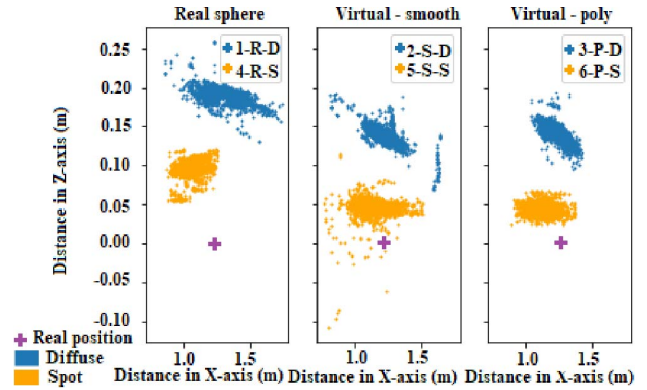 Real sphere
Virtual - smooth
Virtual - poly
1-R-D
4-R-S
2-S-D
5-S-S
3-P-D
6-P-S
Distance in Z-axis (m)
0.25
0.20
0.15
0.10
0.05
0.00
-0.05
-0.10
1.0 1.5
1.0 1.5
1.0 1.5
Distance in X-axis (m)
Distance in X-axis (m)
Distance in X-axis (m)
Real position
Diffuse
Spot